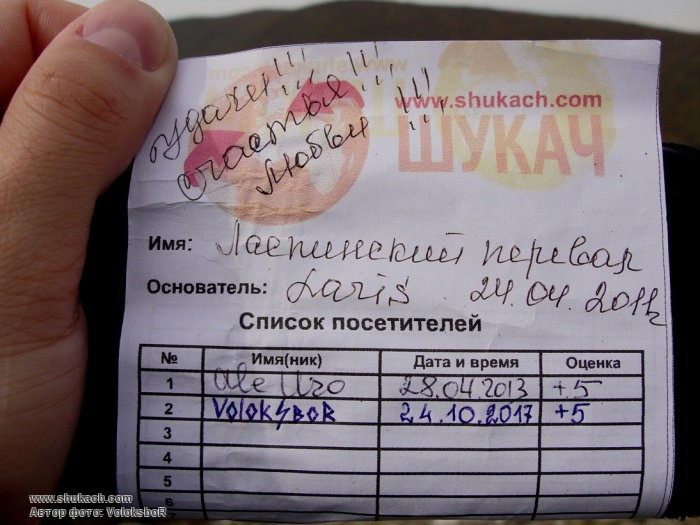 удачи!!!
счастья!!!
Любви!!!
www.shukach.com
ШУКАЧ
Имя: Ласпинский перевал
Основатель: Laris 24.04.2011г
Список посетителей
№ Имя(ник) Дата и время Оценка
1 28.04.2013 +5
2 VolokSboR 24.10.2017 +5
3
4
5
6
7
www.shukach.com
Автор фото: VoloksboR